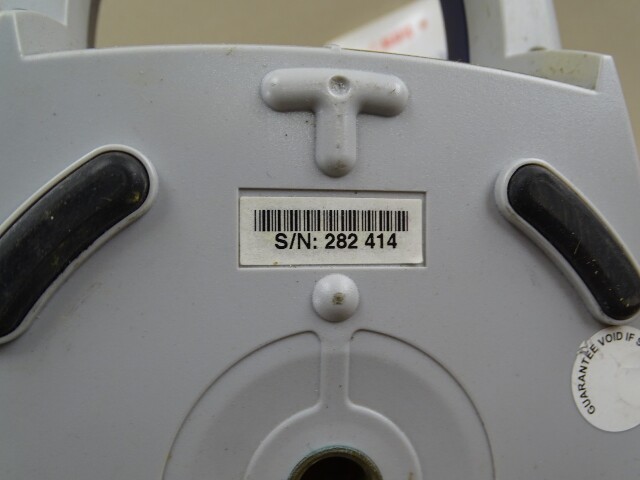 S/N: 282 414
GUARANTEE VOID IF S